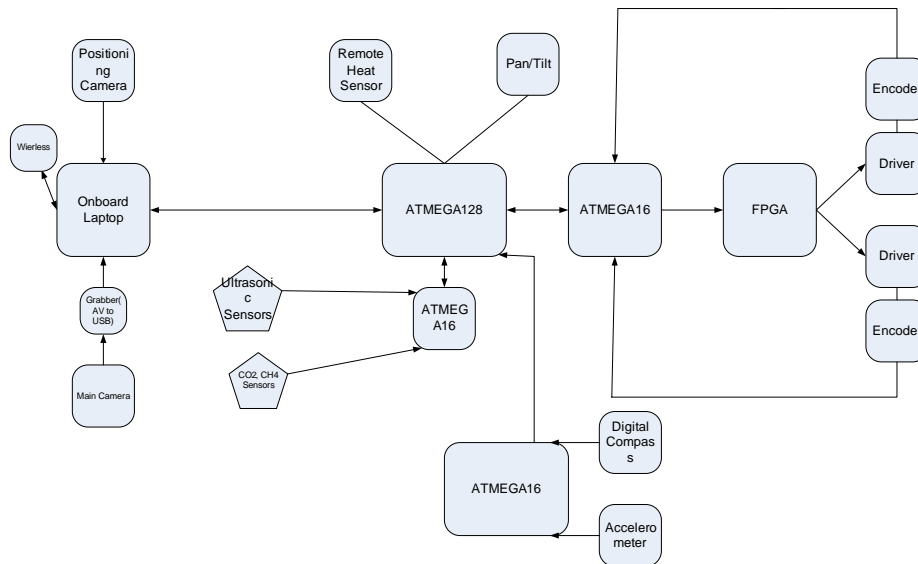 Positioni
ng
Camera
Remote
Heat
Sensor
Pan/Tilt
Encode
Wierless
Driver
Onboard
Laptop
ATMEGA128
ATMEGA16
FPGA
Driver
Ultrasoni
c
Sensors
Grabber(
AV to
USB)
ATMEG
A16
Encode
CO2, CH4
Sensors
Main Camera
Digital
Compas
s
ATMEGA16
Accelero
meter